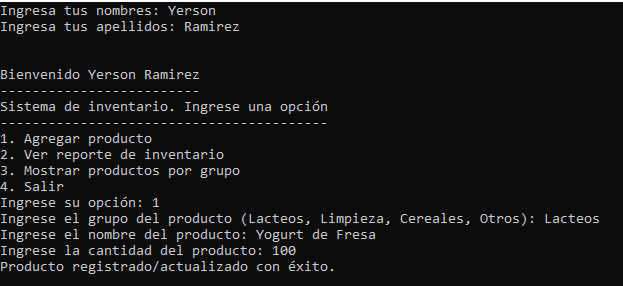 Ingresa tus nombres: Yerson
Ingresa tus apellidos: Ramirez
Bienvenido Yerson Ramirez
-------------------------
Sistema de inventario. Ingrese una opción
-----------------------------------------
1. Agregar producto
2. Ver reporte de inventario
3. Mostrar productos por grupo
4. Salir
Ingrese su opción: 1
Ingrese el grupo del producto (Lacteos, Limpieza, Cereales, Otros): Lacteos
Ingrese el nombre del producto: Yogurt de Fresa
Ingrese la cantidad del producto: 100
Producto registrado/actualizado con éxito.